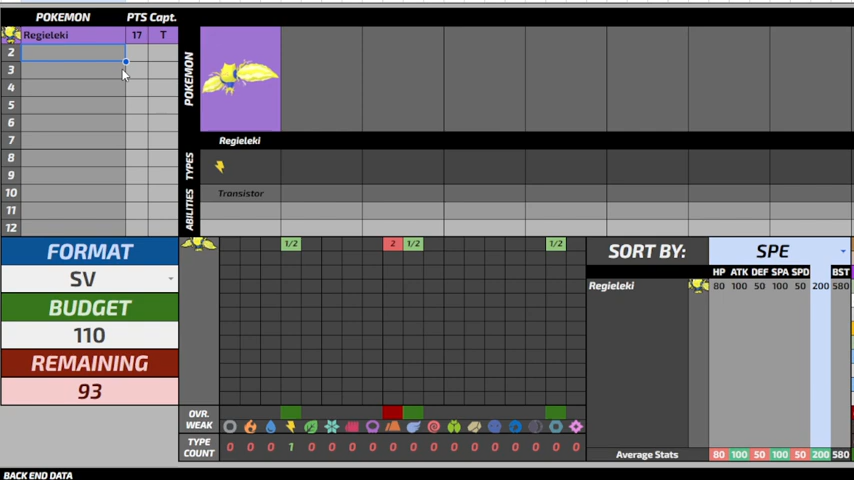 POKEMON PTS Capt.
Regieleki 17 T
2
3
4
5
6
7
8
9
10
11
12
POKEMON
Regieleki
TYPES
ABILITIES
Transistor
FORMAT
SV
BUDGET
110
REMAINING
93
1/2 2 1/2 1/2
OVR. WEAK
TYPE COUNT
0 0 0 1 0 0 0 0 0 0 0 0 0 0 0 0 0 0
SORT BY: SPE
HP ATK DEF SPA SPD BST
Regieleki 80 100 50 100 50 200 580
Average Stats 80 100 50 100 50 200 580
BACK END DATA